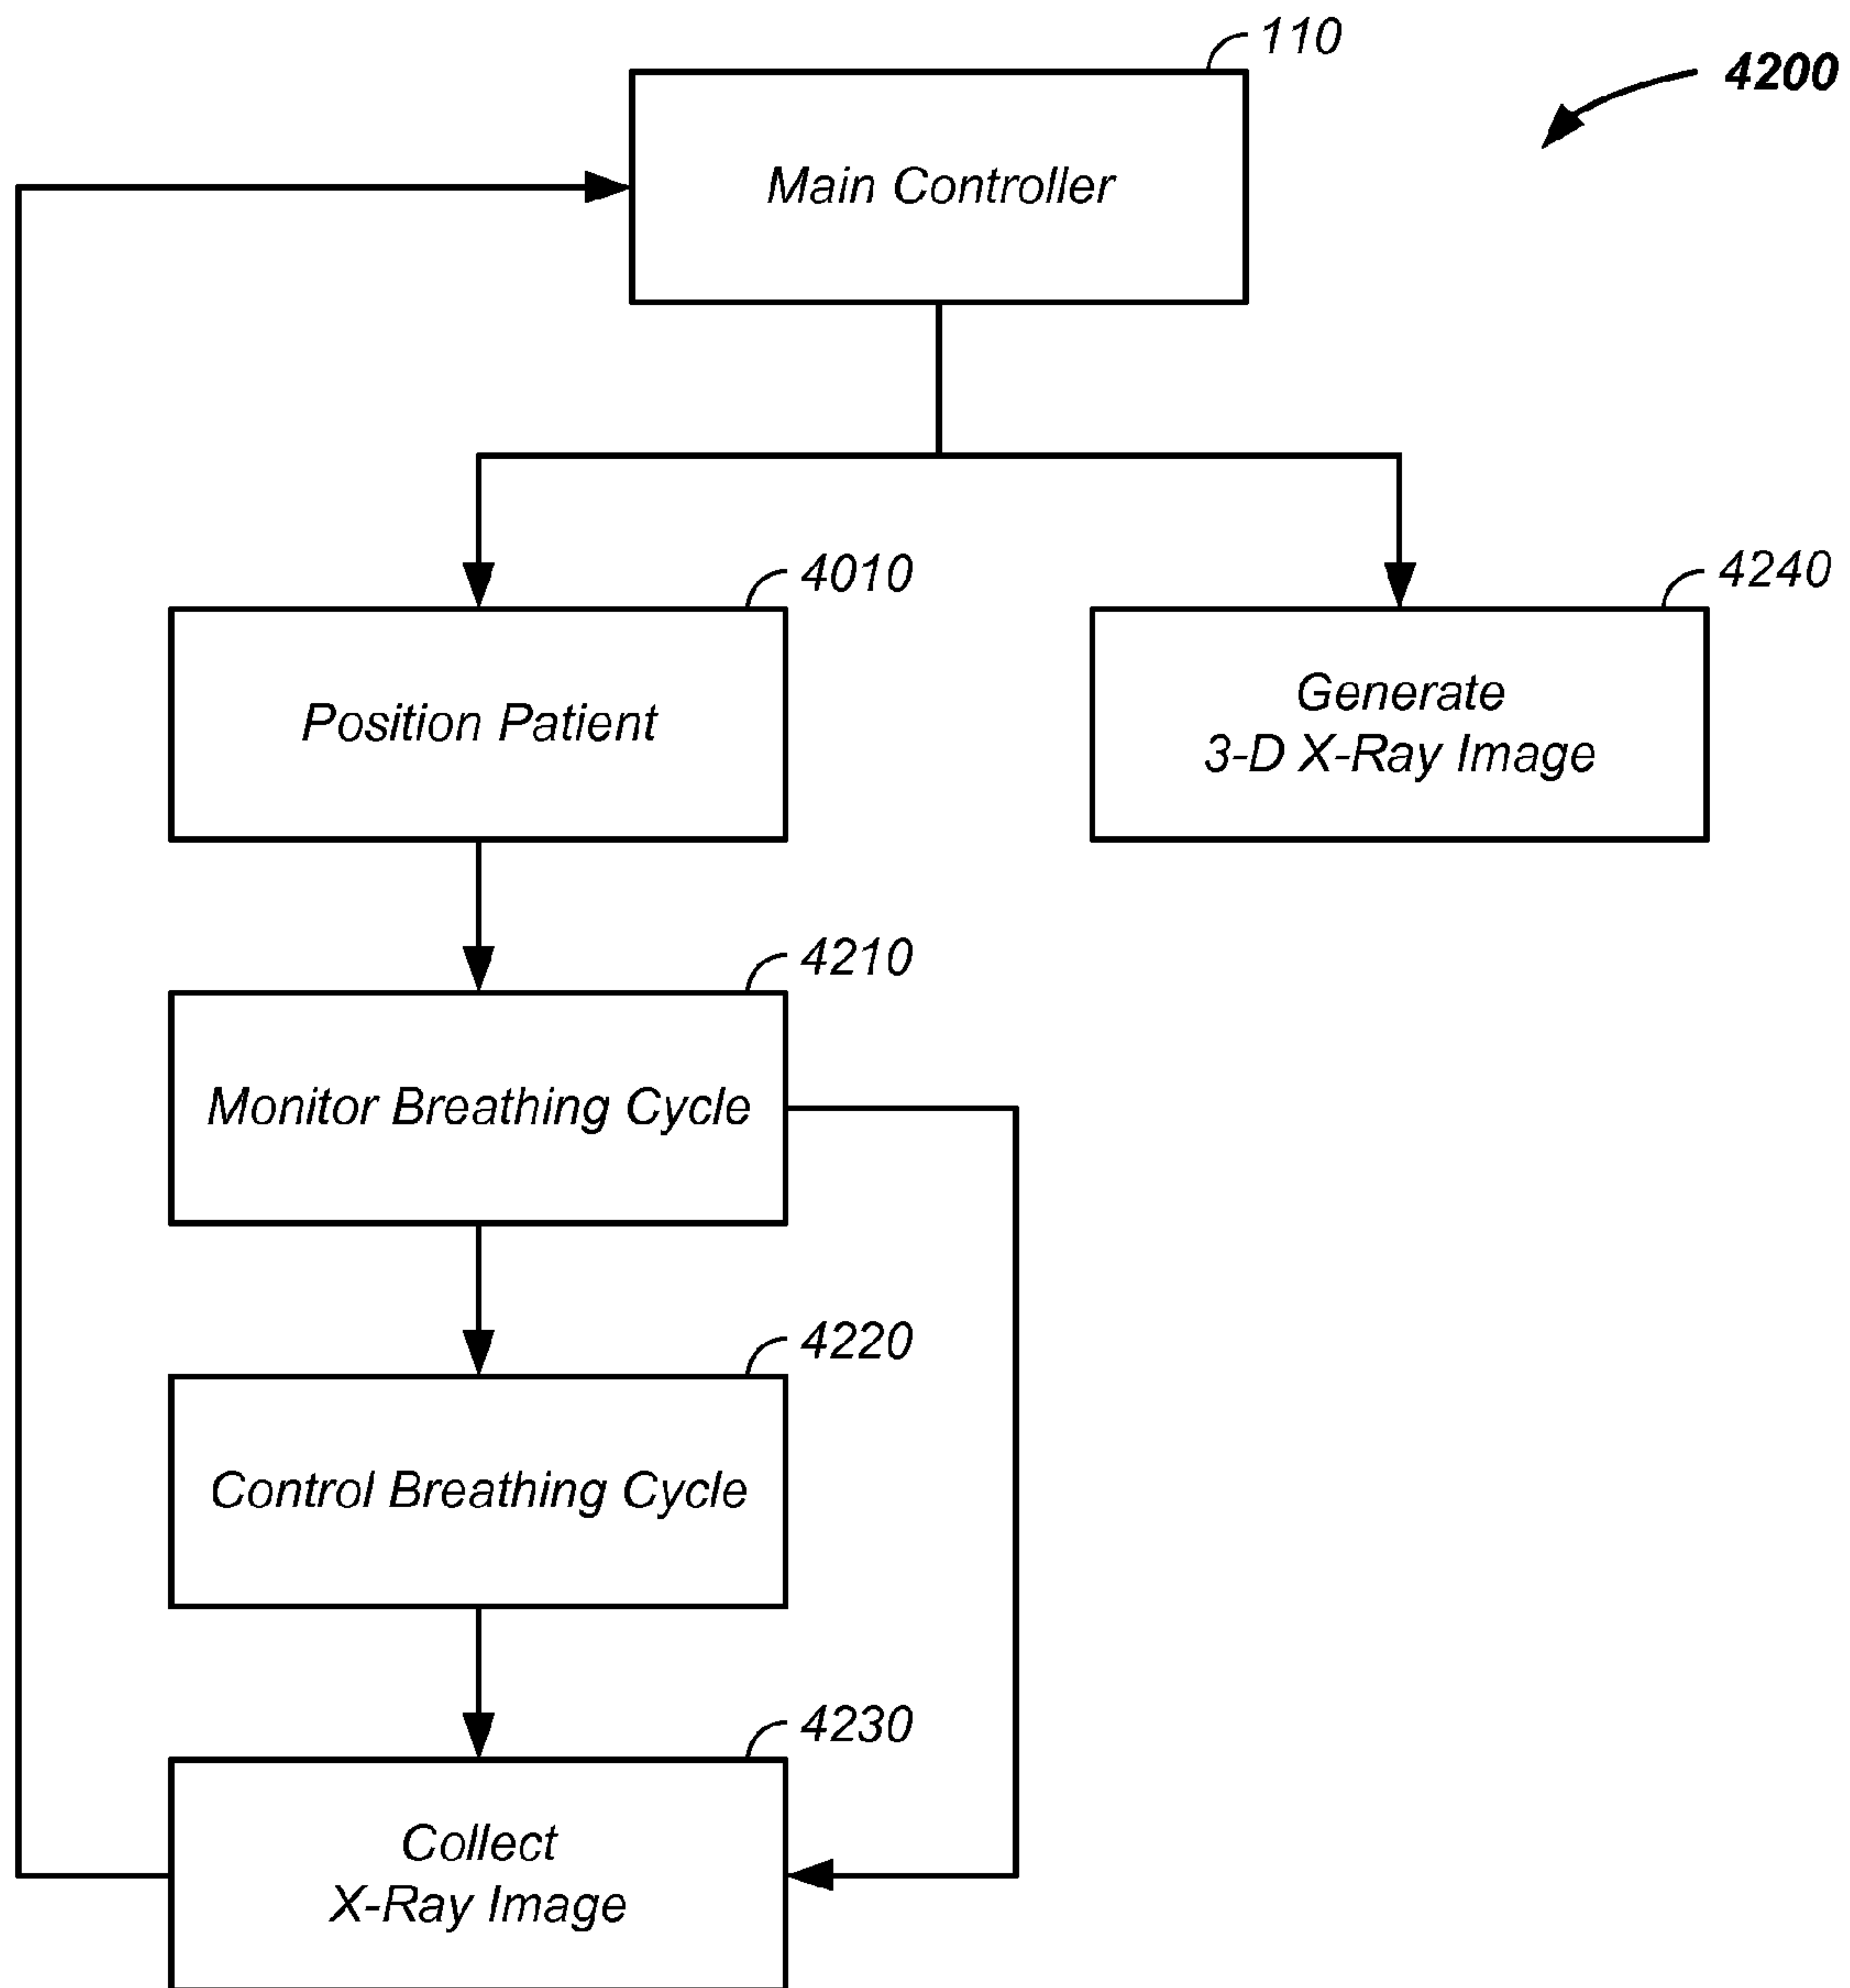 110
4200
Main Controller
4010
4240
Position Patient
Generate
3-D X-Ray Image
4210
Monitor Breathing Cycle
4220
Control Breathing Cycle
4230
Collect
X-Ray Image